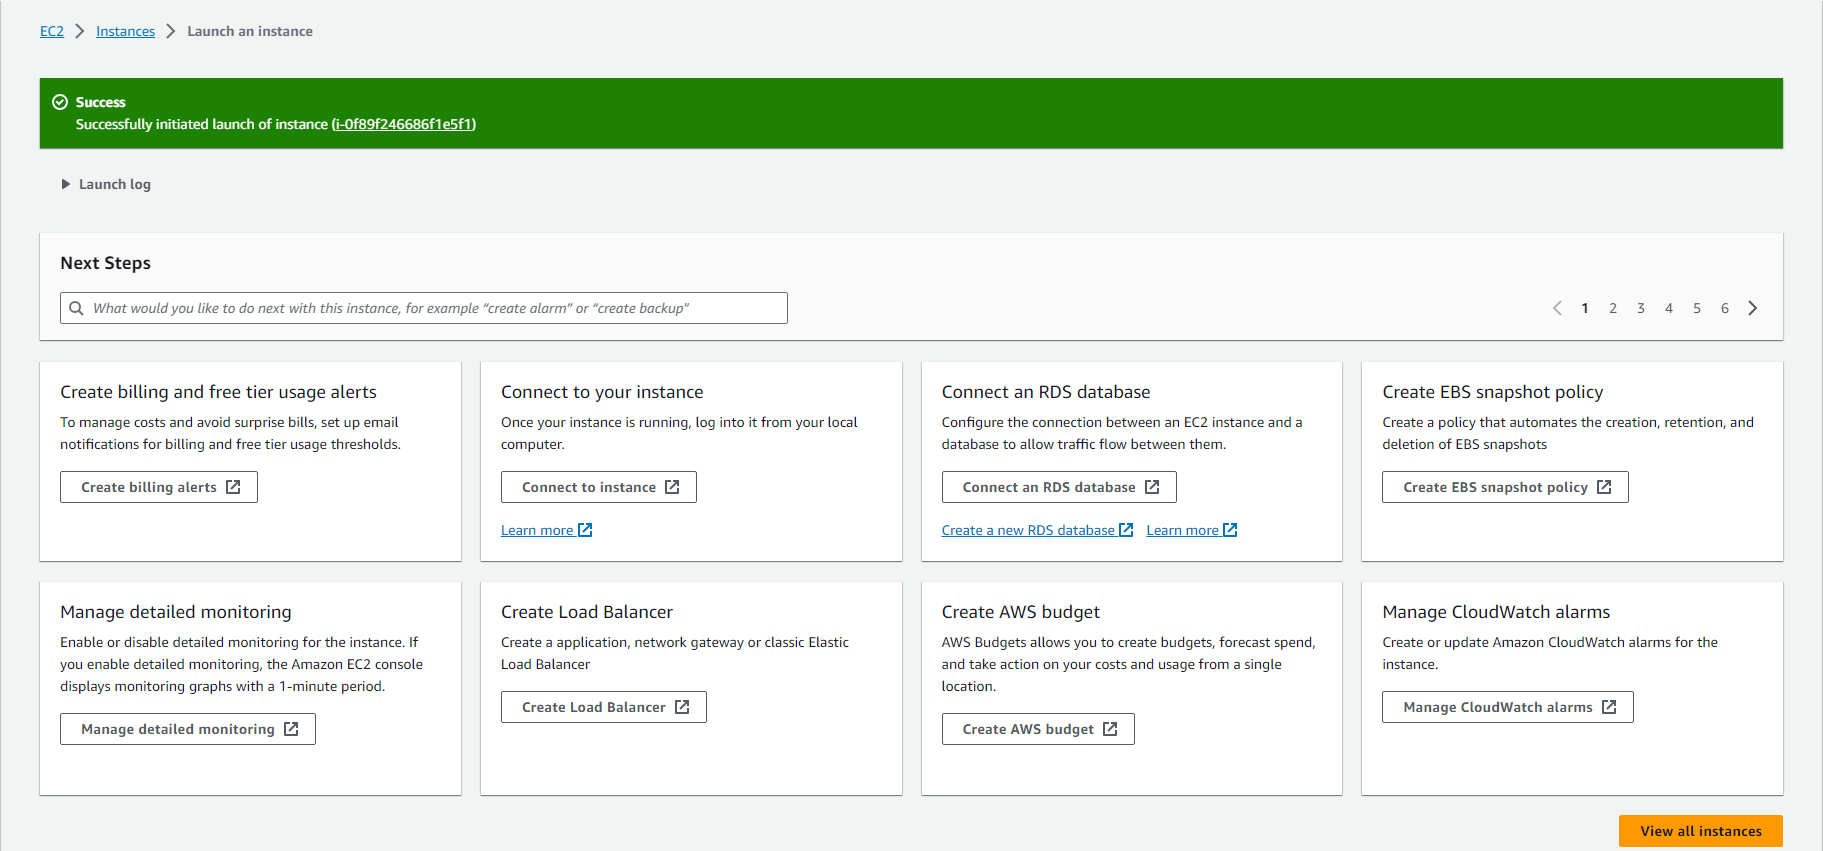 EC2 Instances Launch an instance
Success
Successfully initiated launch of instance (i-0f89f246686f1e5f1)
Launch log
Next Steps
What would you like to do next with this instance, for example “create alarm” or “create backup"
1 2 3 4 5 6
Create billing and free tier usage alerts
To manage costs and avoid surprise bills, set up email
notifications for billing and free tier usage thresholds.
Create billing alerts
Connect to your instance
Once your instance is running, log into it from your local
computer.
Connect to instance
Learn more
Connect an RDS database
Configure the connection between an EC2 instance and a
database to allow traffic flow between them.
Connect an RDS database
Create a new RDS database Learn more
Create EBS snapshot policy
Create a policy that automates the creation, retention, and
deletion of EBS snapshots
Create EBS snapshot policy
Manage detailed monitoring
Enable or disable detailed monitoring for the instance. If
you enable detailed monitoring, the Amazon EC2 console
displays monitoring graphs with a 1-minute period.
Manage detailed monitoring
Create Load Balancer
Create a application, network gateway or classic Elastic
Load Balancer
Create Load Balancer
Create AWS budget
AWS Budgets allows you to create budgets, forecast spend,
and take action on your costs and usage from a single
location.
Create AWS budget
Manage CloudWatch alarms
Create or update Amazon CloudWatch alarms for the
instance.
Manage CloudWatch alarms
View all instances